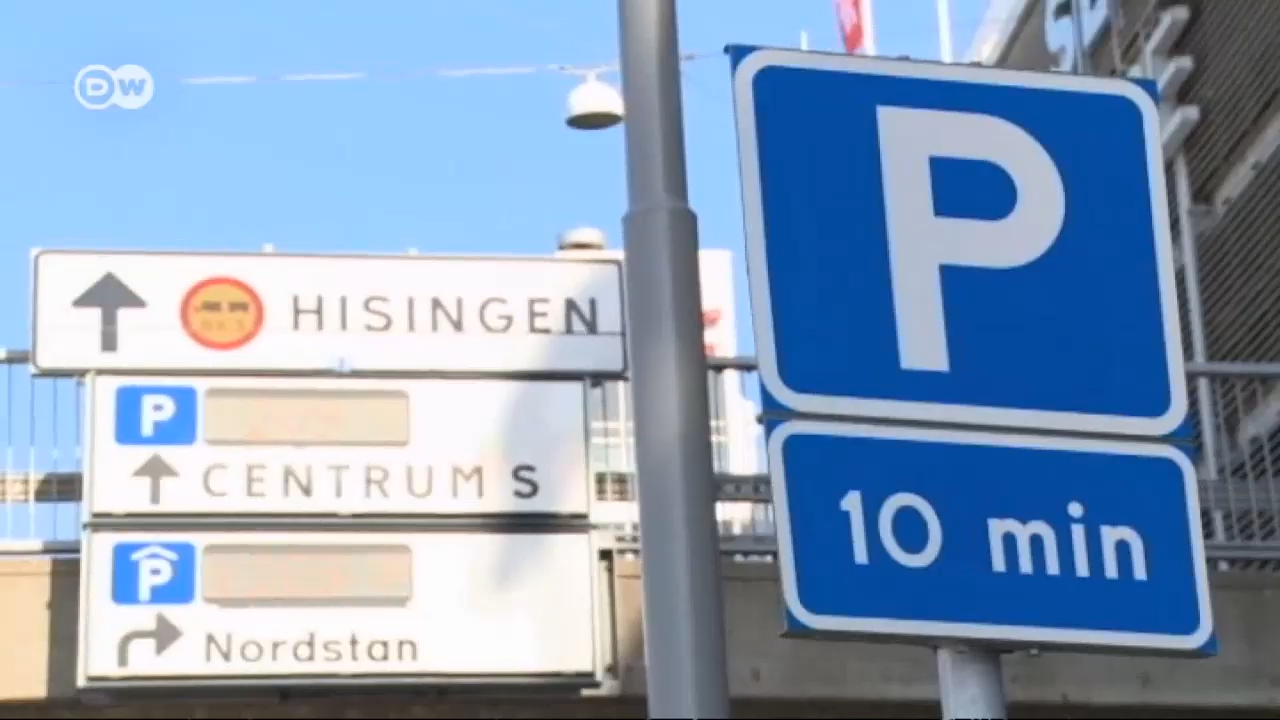 DW
HISINGEN
P
CENTRUM S
P
Nordstan
P
10 min